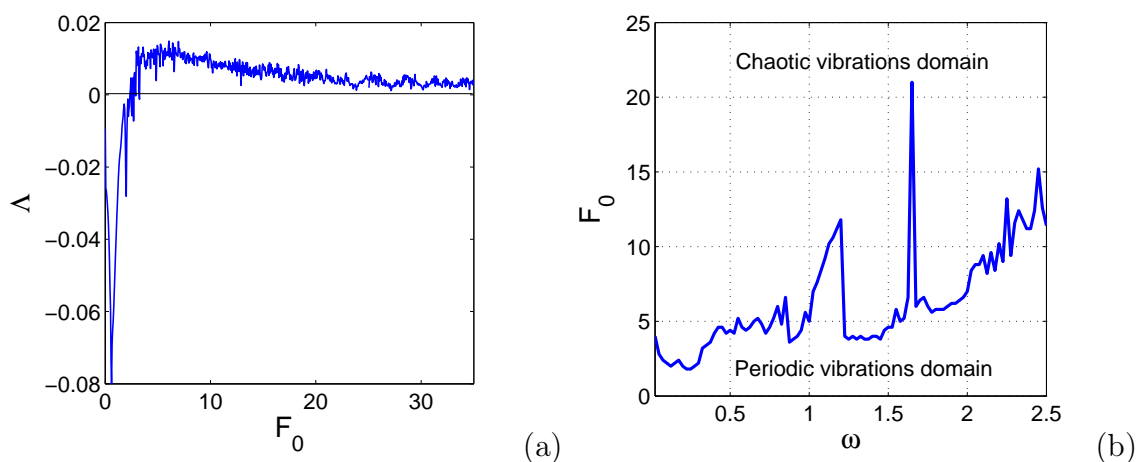 0.02
0
−0.02
−0.04
−0.06
−0.08
Λ
0
10
20
30
F0
(a)
25
20
15
10
5
0
F0
Chaotic vibrations domain
Periodic vibrations domain
0.5
1
1.5
2
2.5
ω
(b)